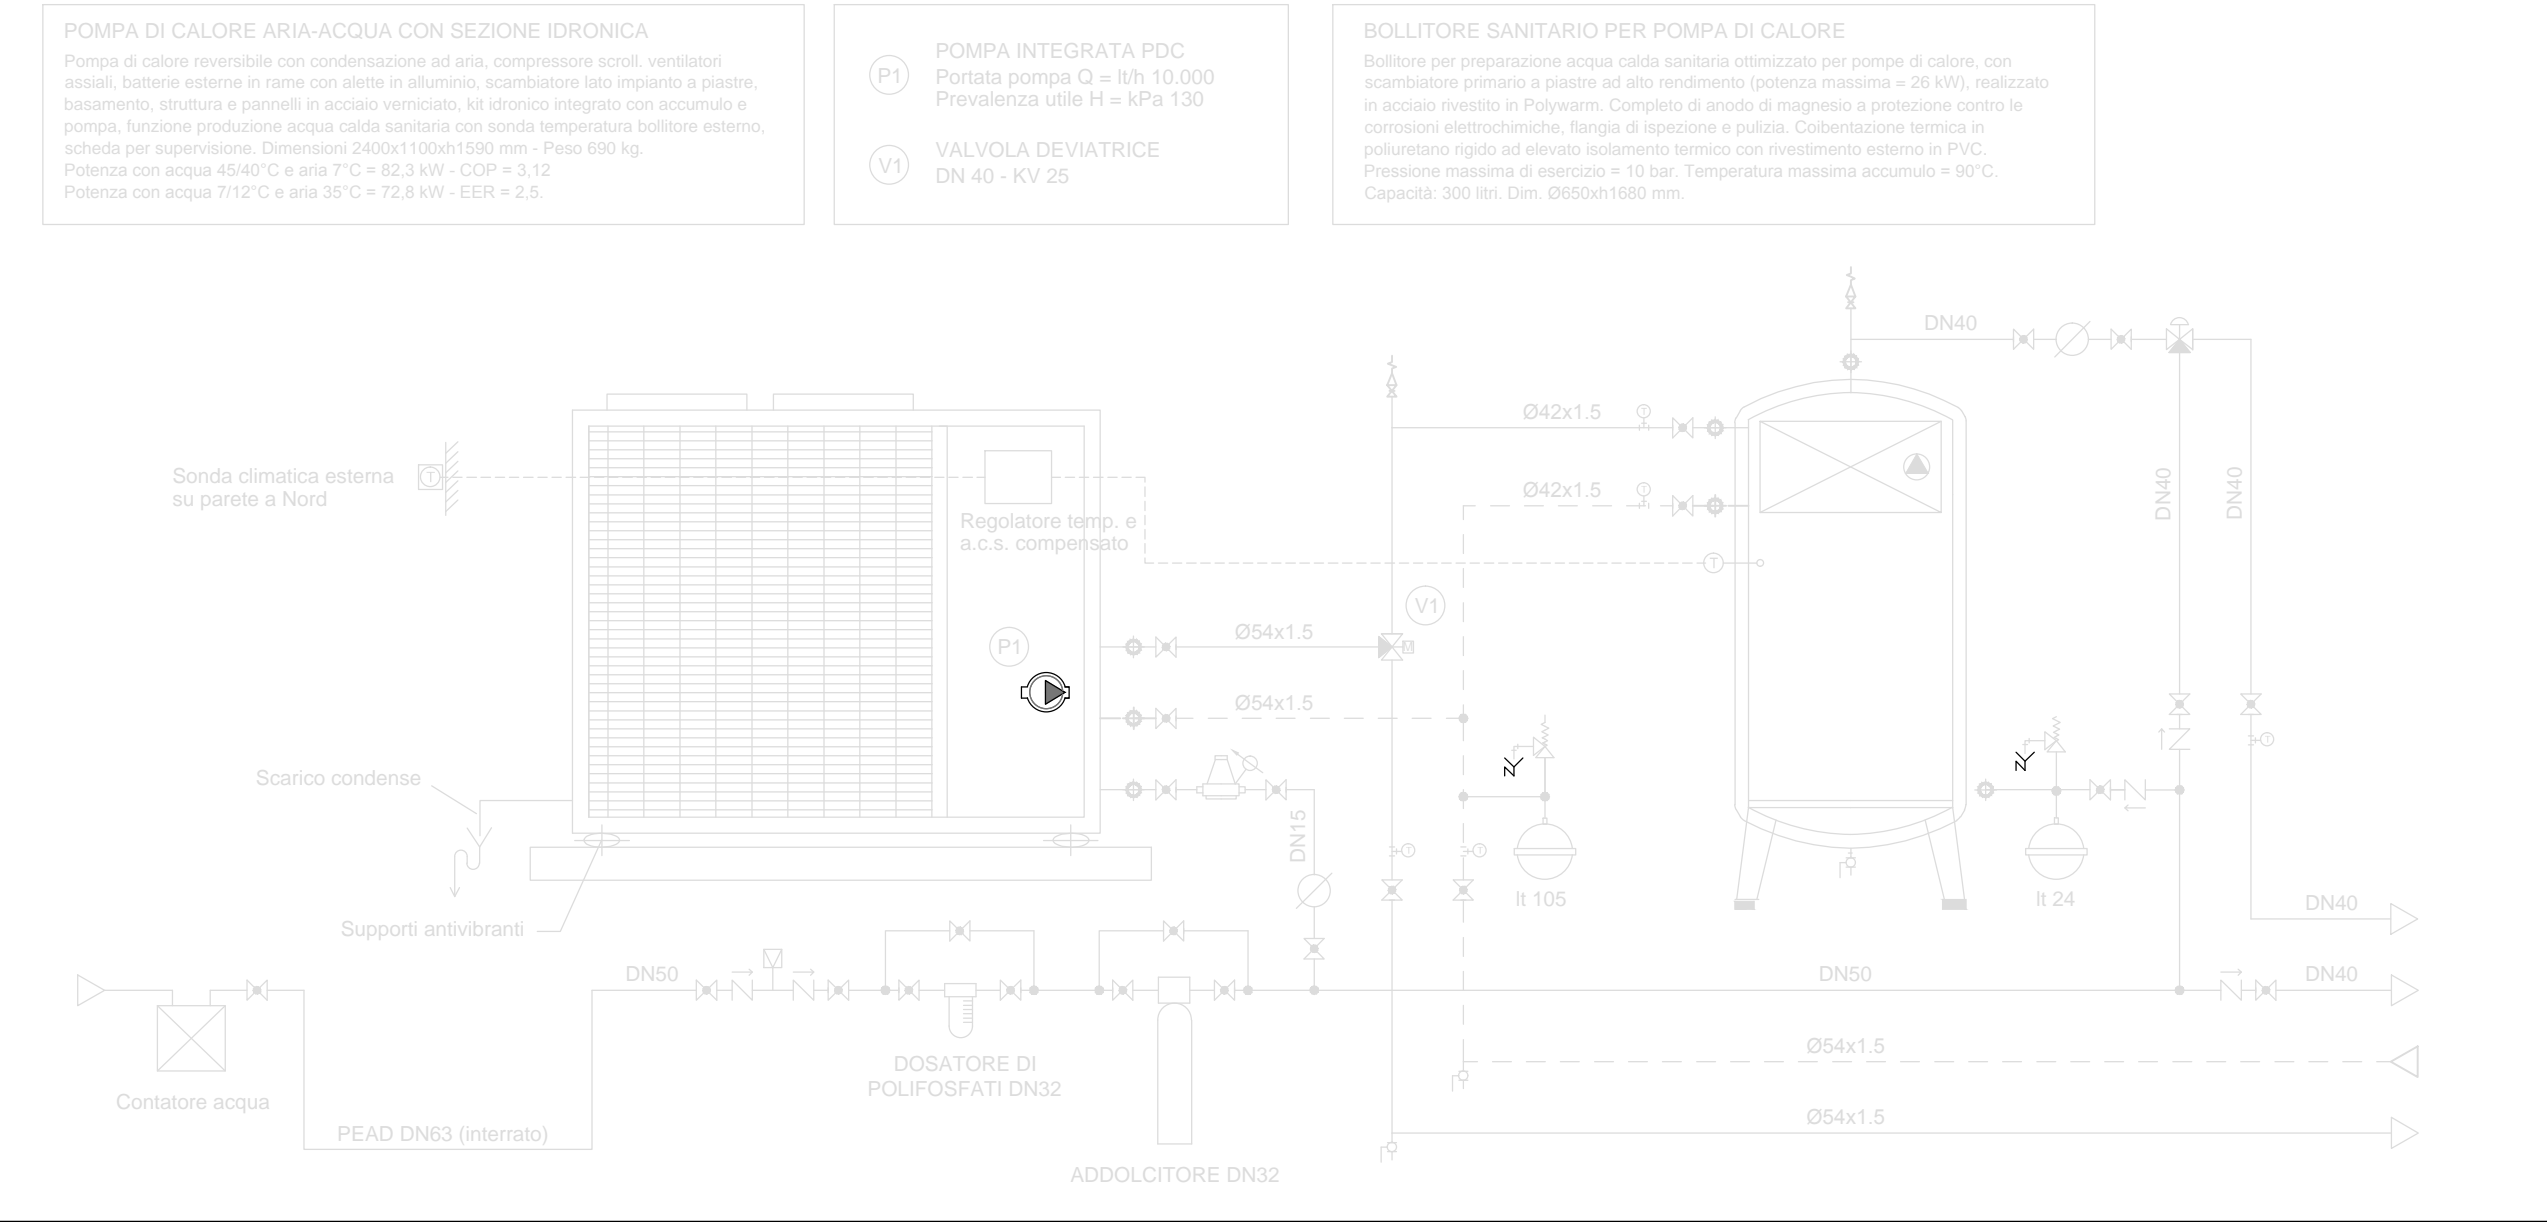 POMPA DI CALORE ARIA-ACQUA CON SEZIONE IDRONICA
Pompa di calore reversibile con condensazione ad aria, compressore scroll. ventilatori
assiali, batterie esterne in rame con alette in alluminio, scambiatore lato impianto a piastre,
basamento, struttura e pannelli in acciaio verniciato, kit idronico integrato con accumulo e
pompa, funzione produzione acqua calda sanitaria con sonda temperatura bollitore esterno,
scheda per supervisione. Dimensioni 2400x1100xh1590 mm - Peso 690 kg.
Potenza con acqua 45/40°C e aria 7°C = 82,3 kW - COP = 3,12
Potenza con acqua 7/12°C e aria 35°C = 72,8 kW - EER = 2,5.
P1
POMPA INTEGRATA PDC
Portata pompa Q = lt/h 10.000
Prevalenza utile H = kPa 130
V1
VALVOLA DEVIATRICE
DN 40 - KV 25
BOLLITORE SANITARIO PER POMPA DI CALORE
Bollitore per preparazione acqua calda sanitaria ottimizzato per pompe di calore, con
scambiatore primario a piastre ad alto rendimento (potenza massima = 26 kW), realizzato
in acciaio rivestito in Polywarm. Completo di anodo di magnesio a protezione contro le
corrosioni elettrochimiche, flangia di ispezione e pulizia. Coibentazione termica in
poliuretano rigido ad elevato isolamento termico con rivestimento esterno in PVC.
Pressione massima di esercizio = 10 bar. Temperatura massima accumulo = 90°C.
Capacità: 300 litri. Dim. Ø650xh1680 mm.
DN40
Ø42x1.5
T
Sonda climatica esterna
su parete a Nord
T
Ø42x1.5
T
DN40
DN40
Regolatore temp. e
a.c.s. compensato
T
V1
P1
Ø54x1.5
M
Ø54x1.5
T
Scarico condense
DN15
T
T
lt 105
lt 24
DN40
Supporti antivibranti
DN50
DN50
DN40
Ø54x1.5
DOSATORE DI
POLIFOSFATI DN32
Contatore acqua
Ø54x1.5
PEAD DN63 (interrato)
ADDOLCITORE DN32